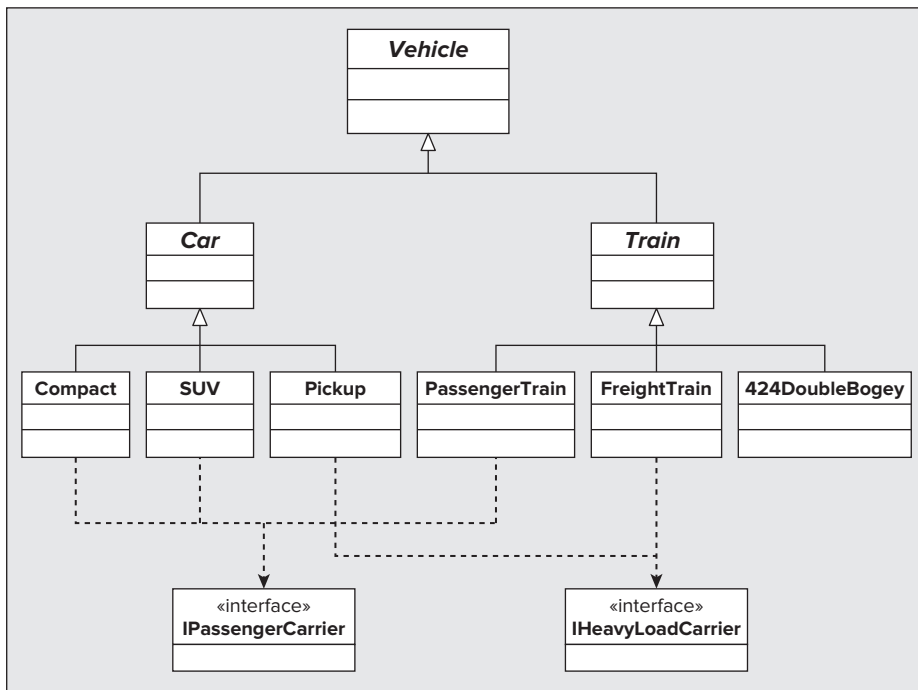 Vehicle
Car
Train
Compact
SUV
Pickup
PassengerTrain
FreightTrain
424DoubleBogey
«interface»
IPassengerCarrier
«interface»
IHeavyLoadCarrier